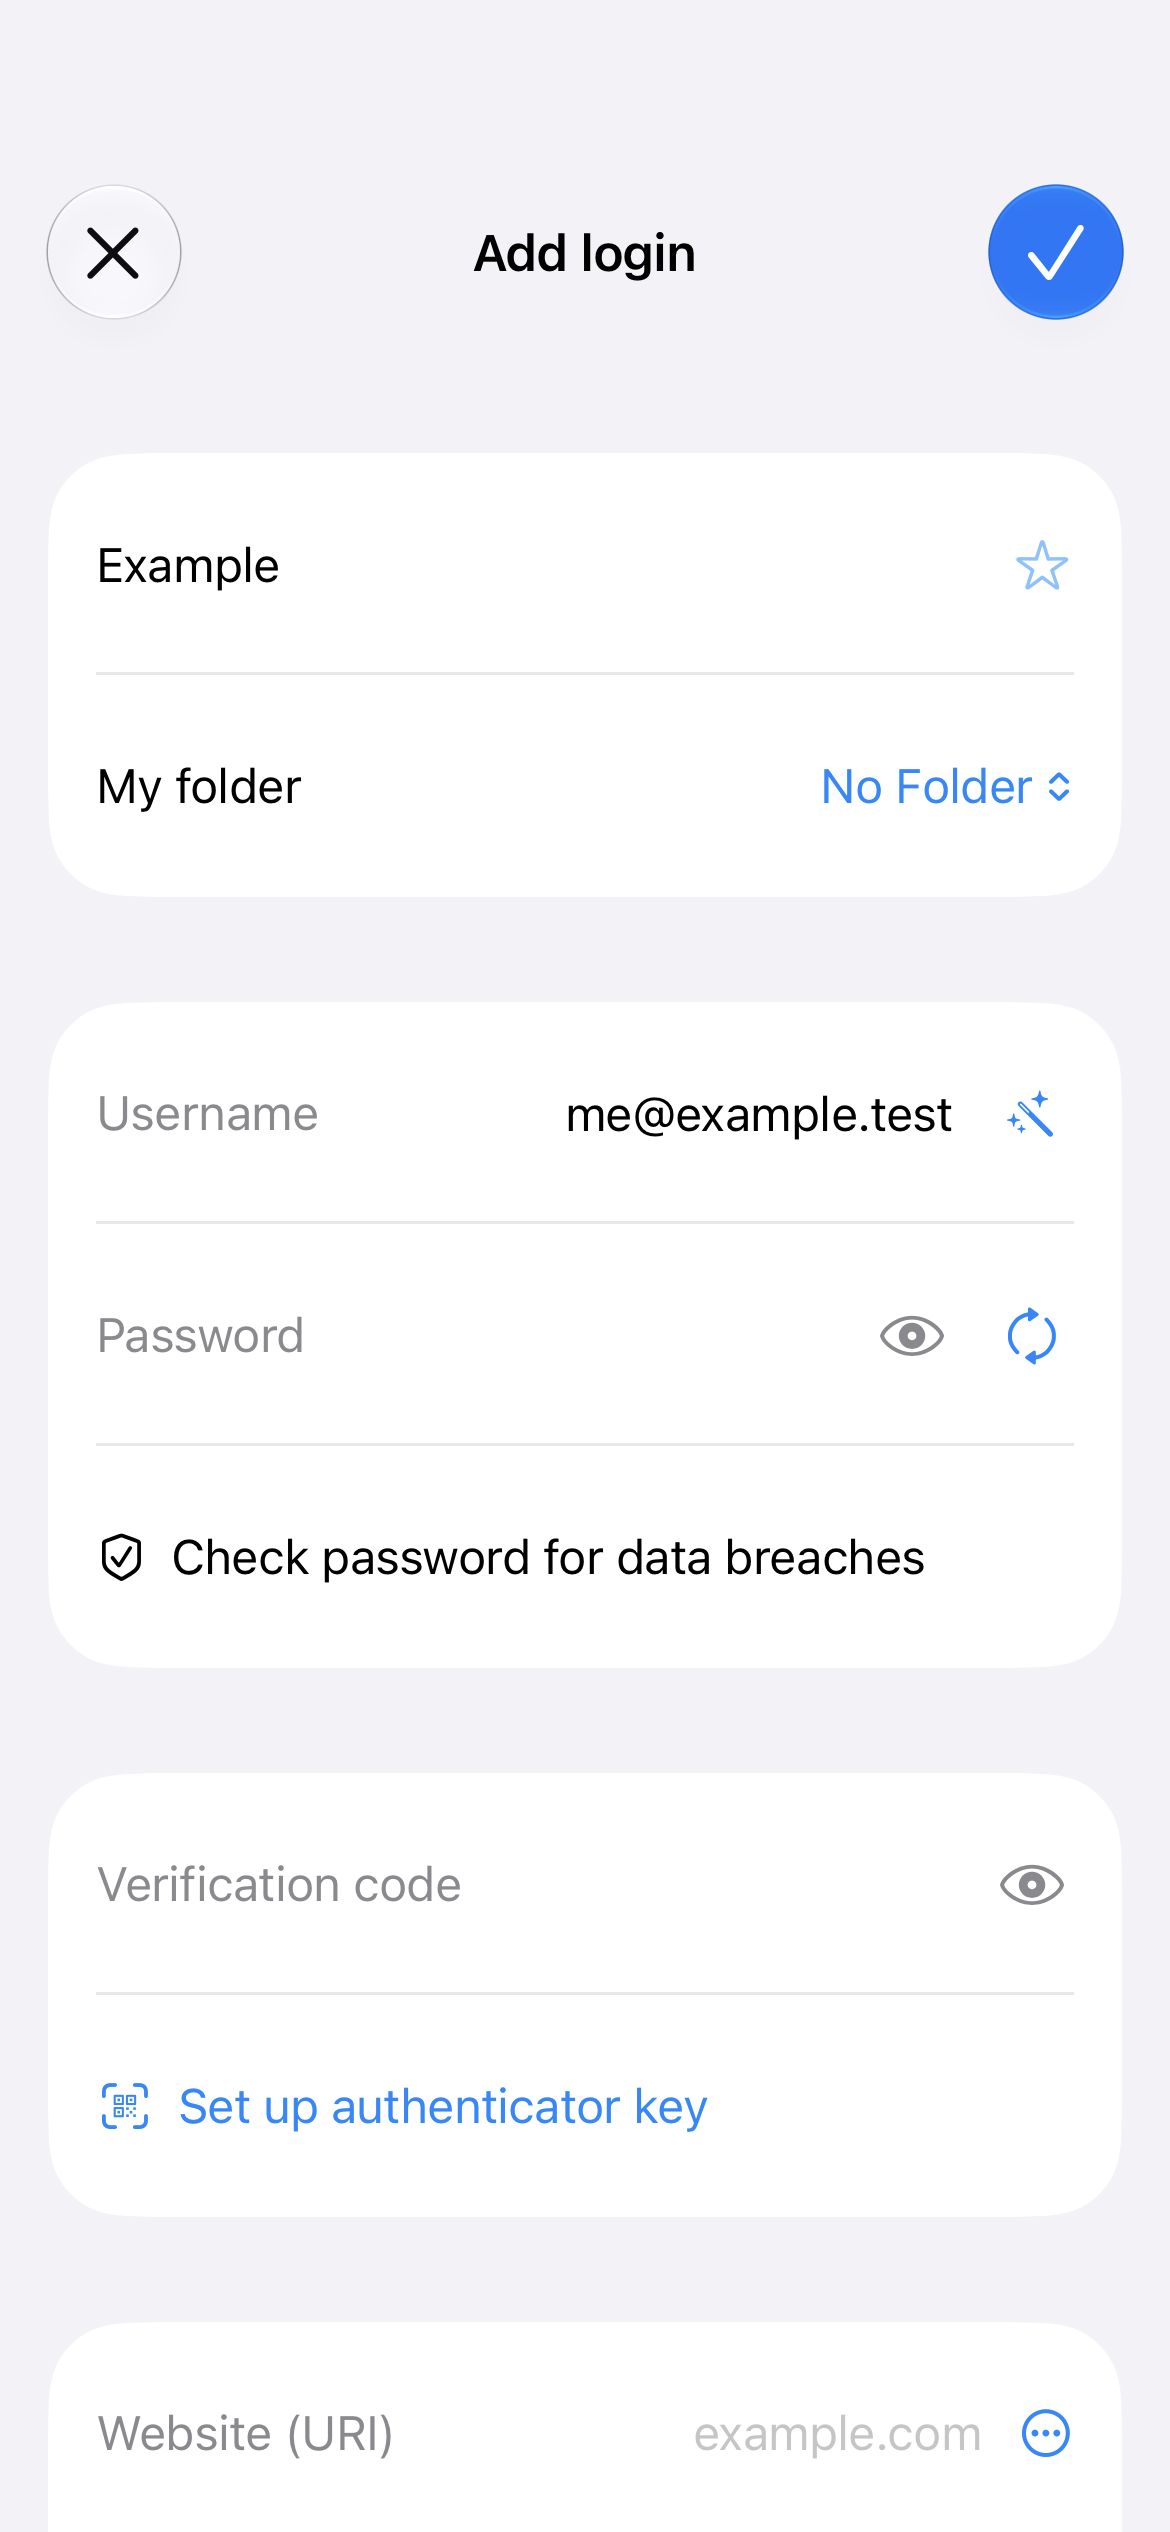 Add login
Example
My folder No Folder
Username me@example.test
Password
Check password for data breaches
Verification code
Set up authenticator key
Website (URI) example.com